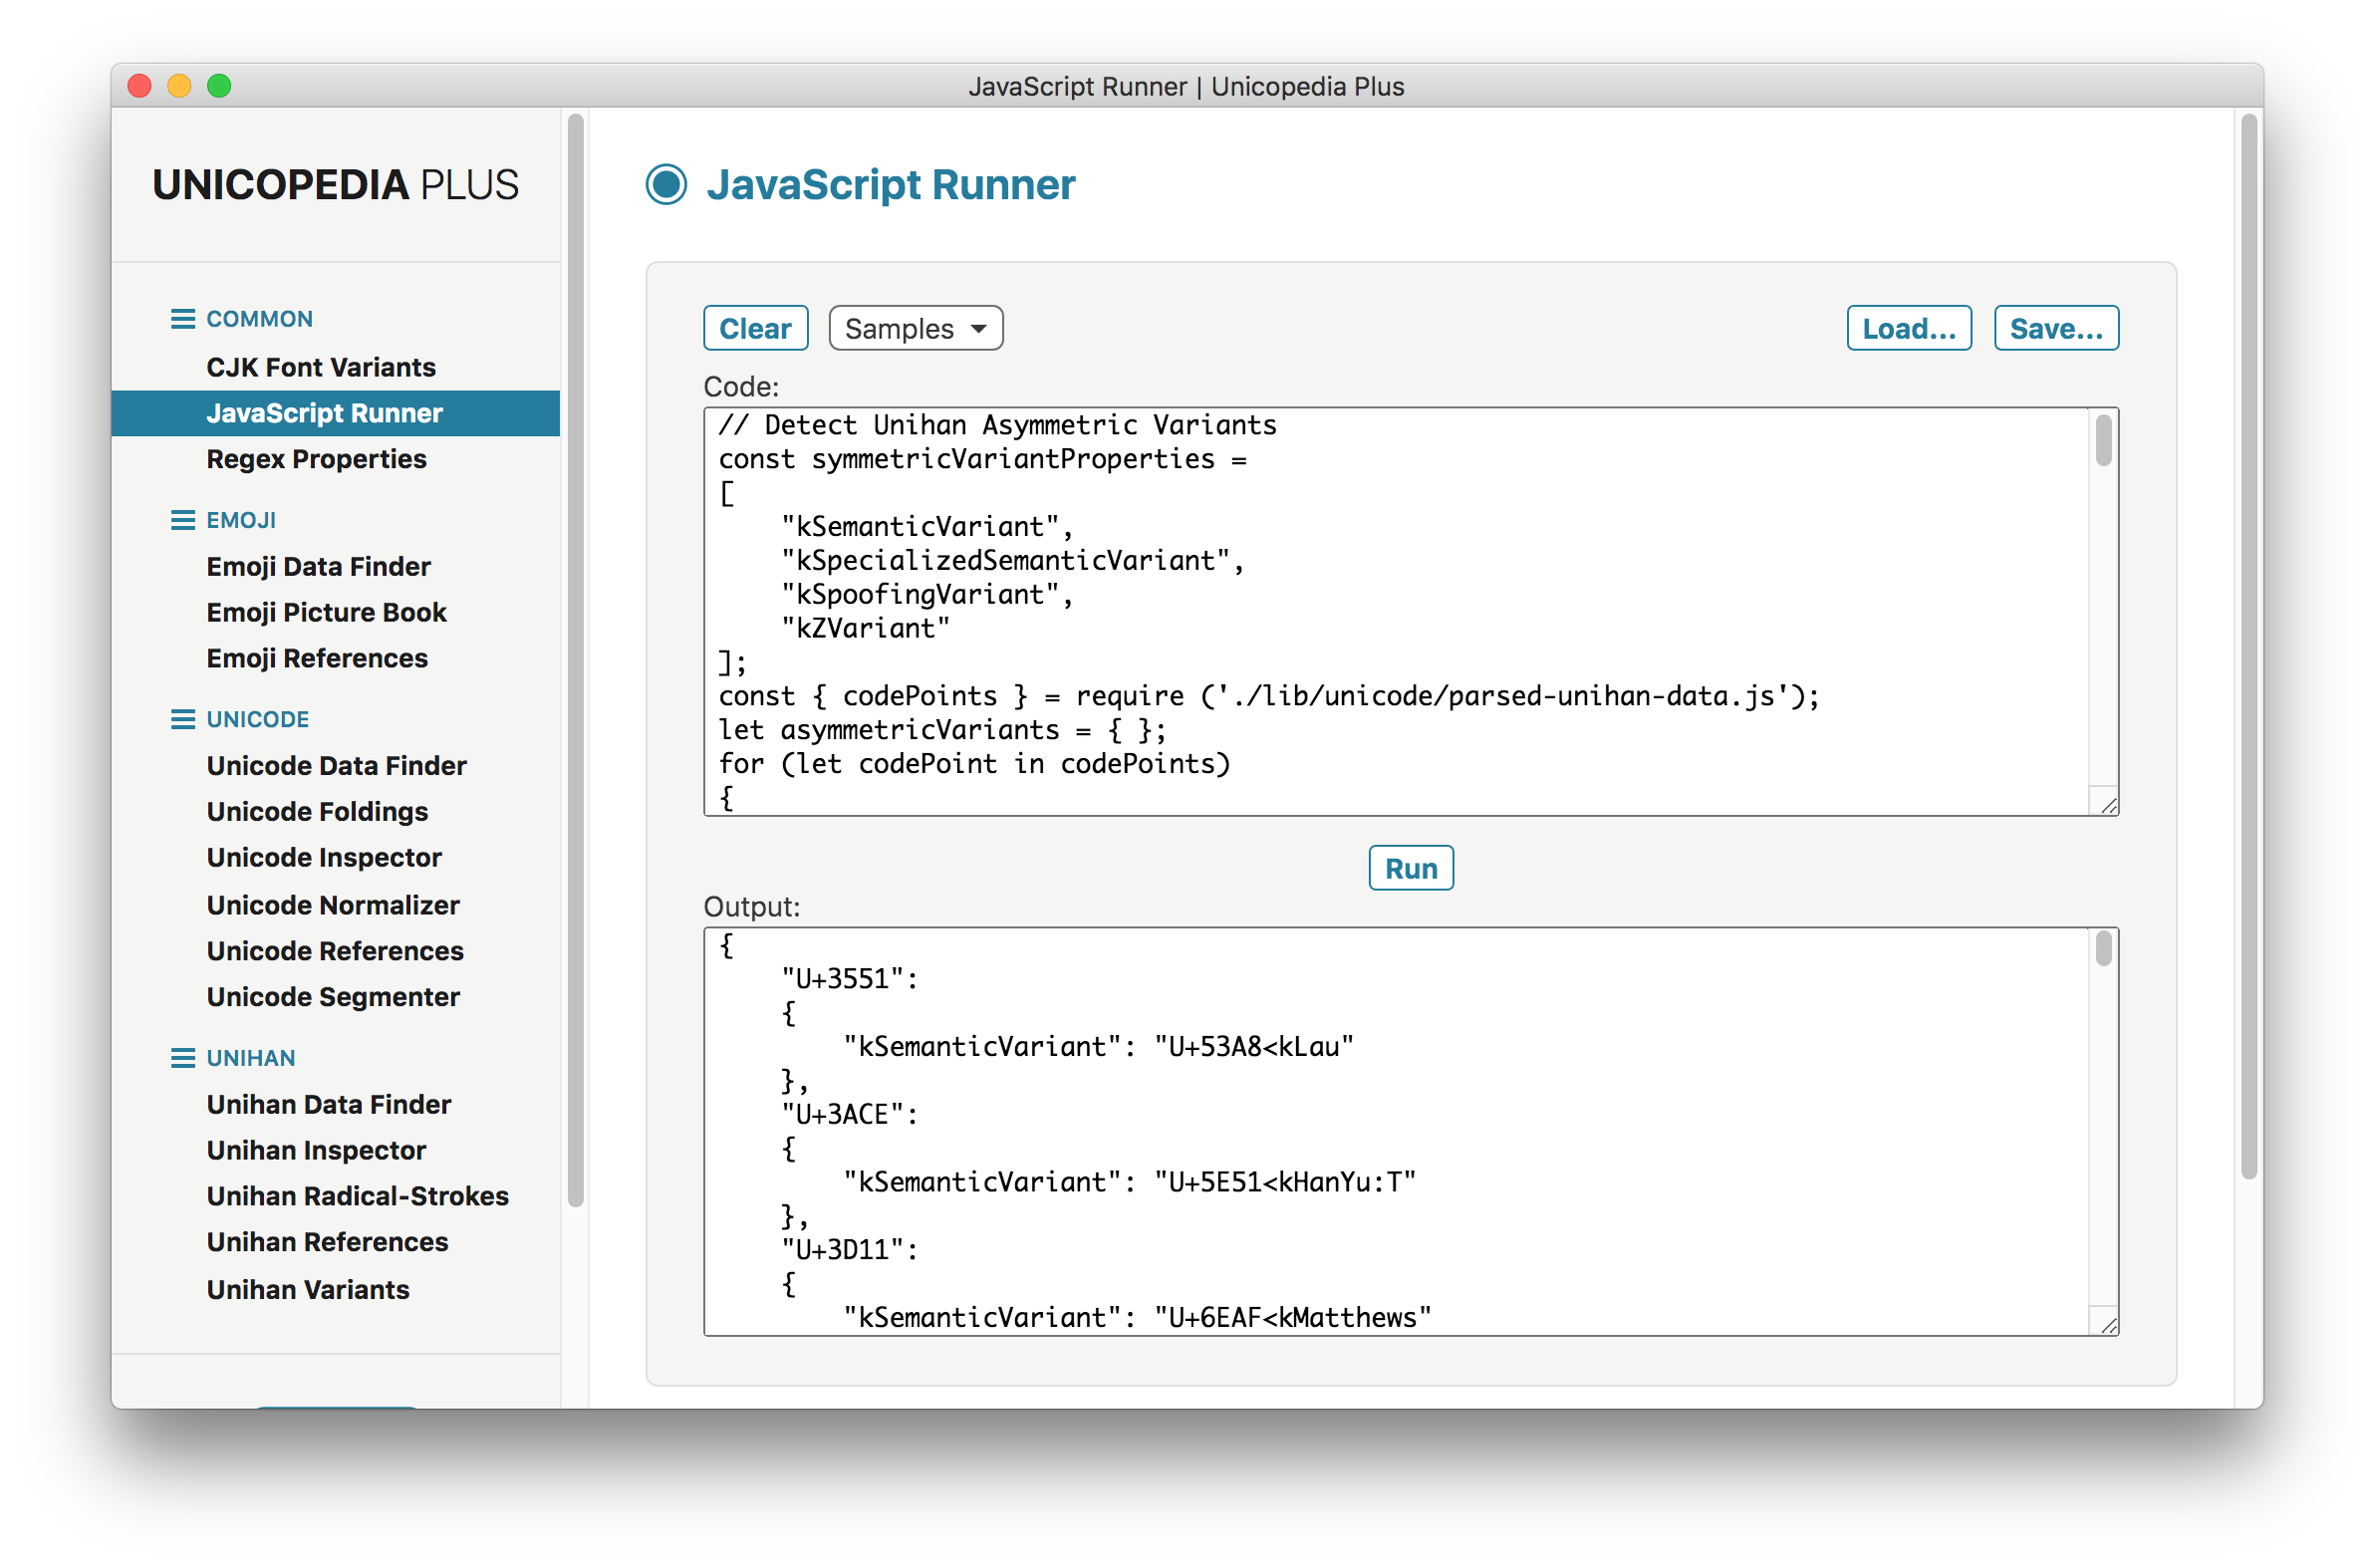 JavaScript Runner | Unicopedia Plus
UNICOPEDIA PLUS
COMMON
CJK Font Variants
JavaScript Runner
Regex Properties
EMOJI
Emoji Data Finder
Emoji Picture Book
Emoji References
UNICODE
Unicode Data Finder
Unicode Foldings
Unicode Inspector
Unicode Normalizer
Unicode References
Unicode Segmenter
UNIHAN
Unihan Data Finder
Unihan Inspector
Unihan Radical-Strokes
Unihan References
Unihan Variants
JavaScript Runner
Clear
Samples
Load...
Save...
Code:
// Detect Unihan Asymmetric Variants
const symmetricVariantProperties =
[
    "kSemanticVariant",
    "kSpecializedSemanticVariant",
    "kSpoofingVariant",
    "kZVariant"
];
const { codePoints } = require ('./lib/unicode/parsed-unihan-data.js');
let asymmetricVariants = { };
for (let codePoint in codePoints)
{
Run
Output:
{
    "U+3551":
    {
        "kSemanticVariant": "U+53A8<kLau"
    },
    "U+3ACE":
    {
        "kSemanticVariant": "U+5E51<kHanYu:T"
    },
    "U+3D11":
    {
        "kSemanticVariant": "U+6EAF<kMatthews"